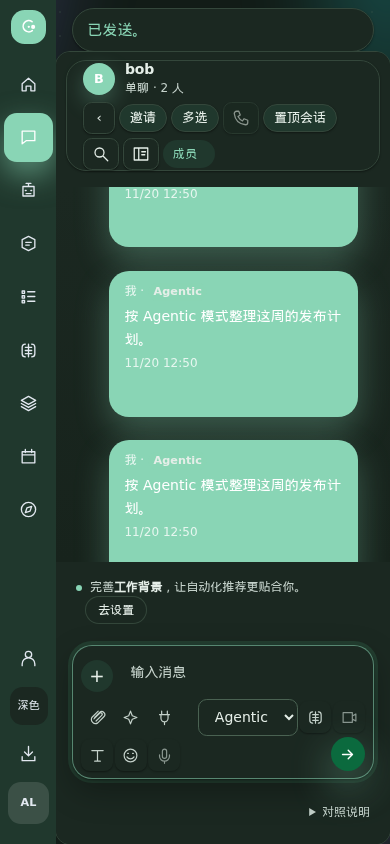 已发送。
B
bob
单聊 · 2 人
‹ 邀请 多选 置顶会话
成员
11/20 12:50
我 · Agentic
按 Agentic 模式整理这周的发布计
划。
11/20 12:50
我 · Agentic
按 Agentic 模式整理这周的发布计
划。
11/20 12:50
完善工作背景，让自动化推荐更贴合你。
去设置
输入消息
Agentic
深色
AL
▶ 对照说明